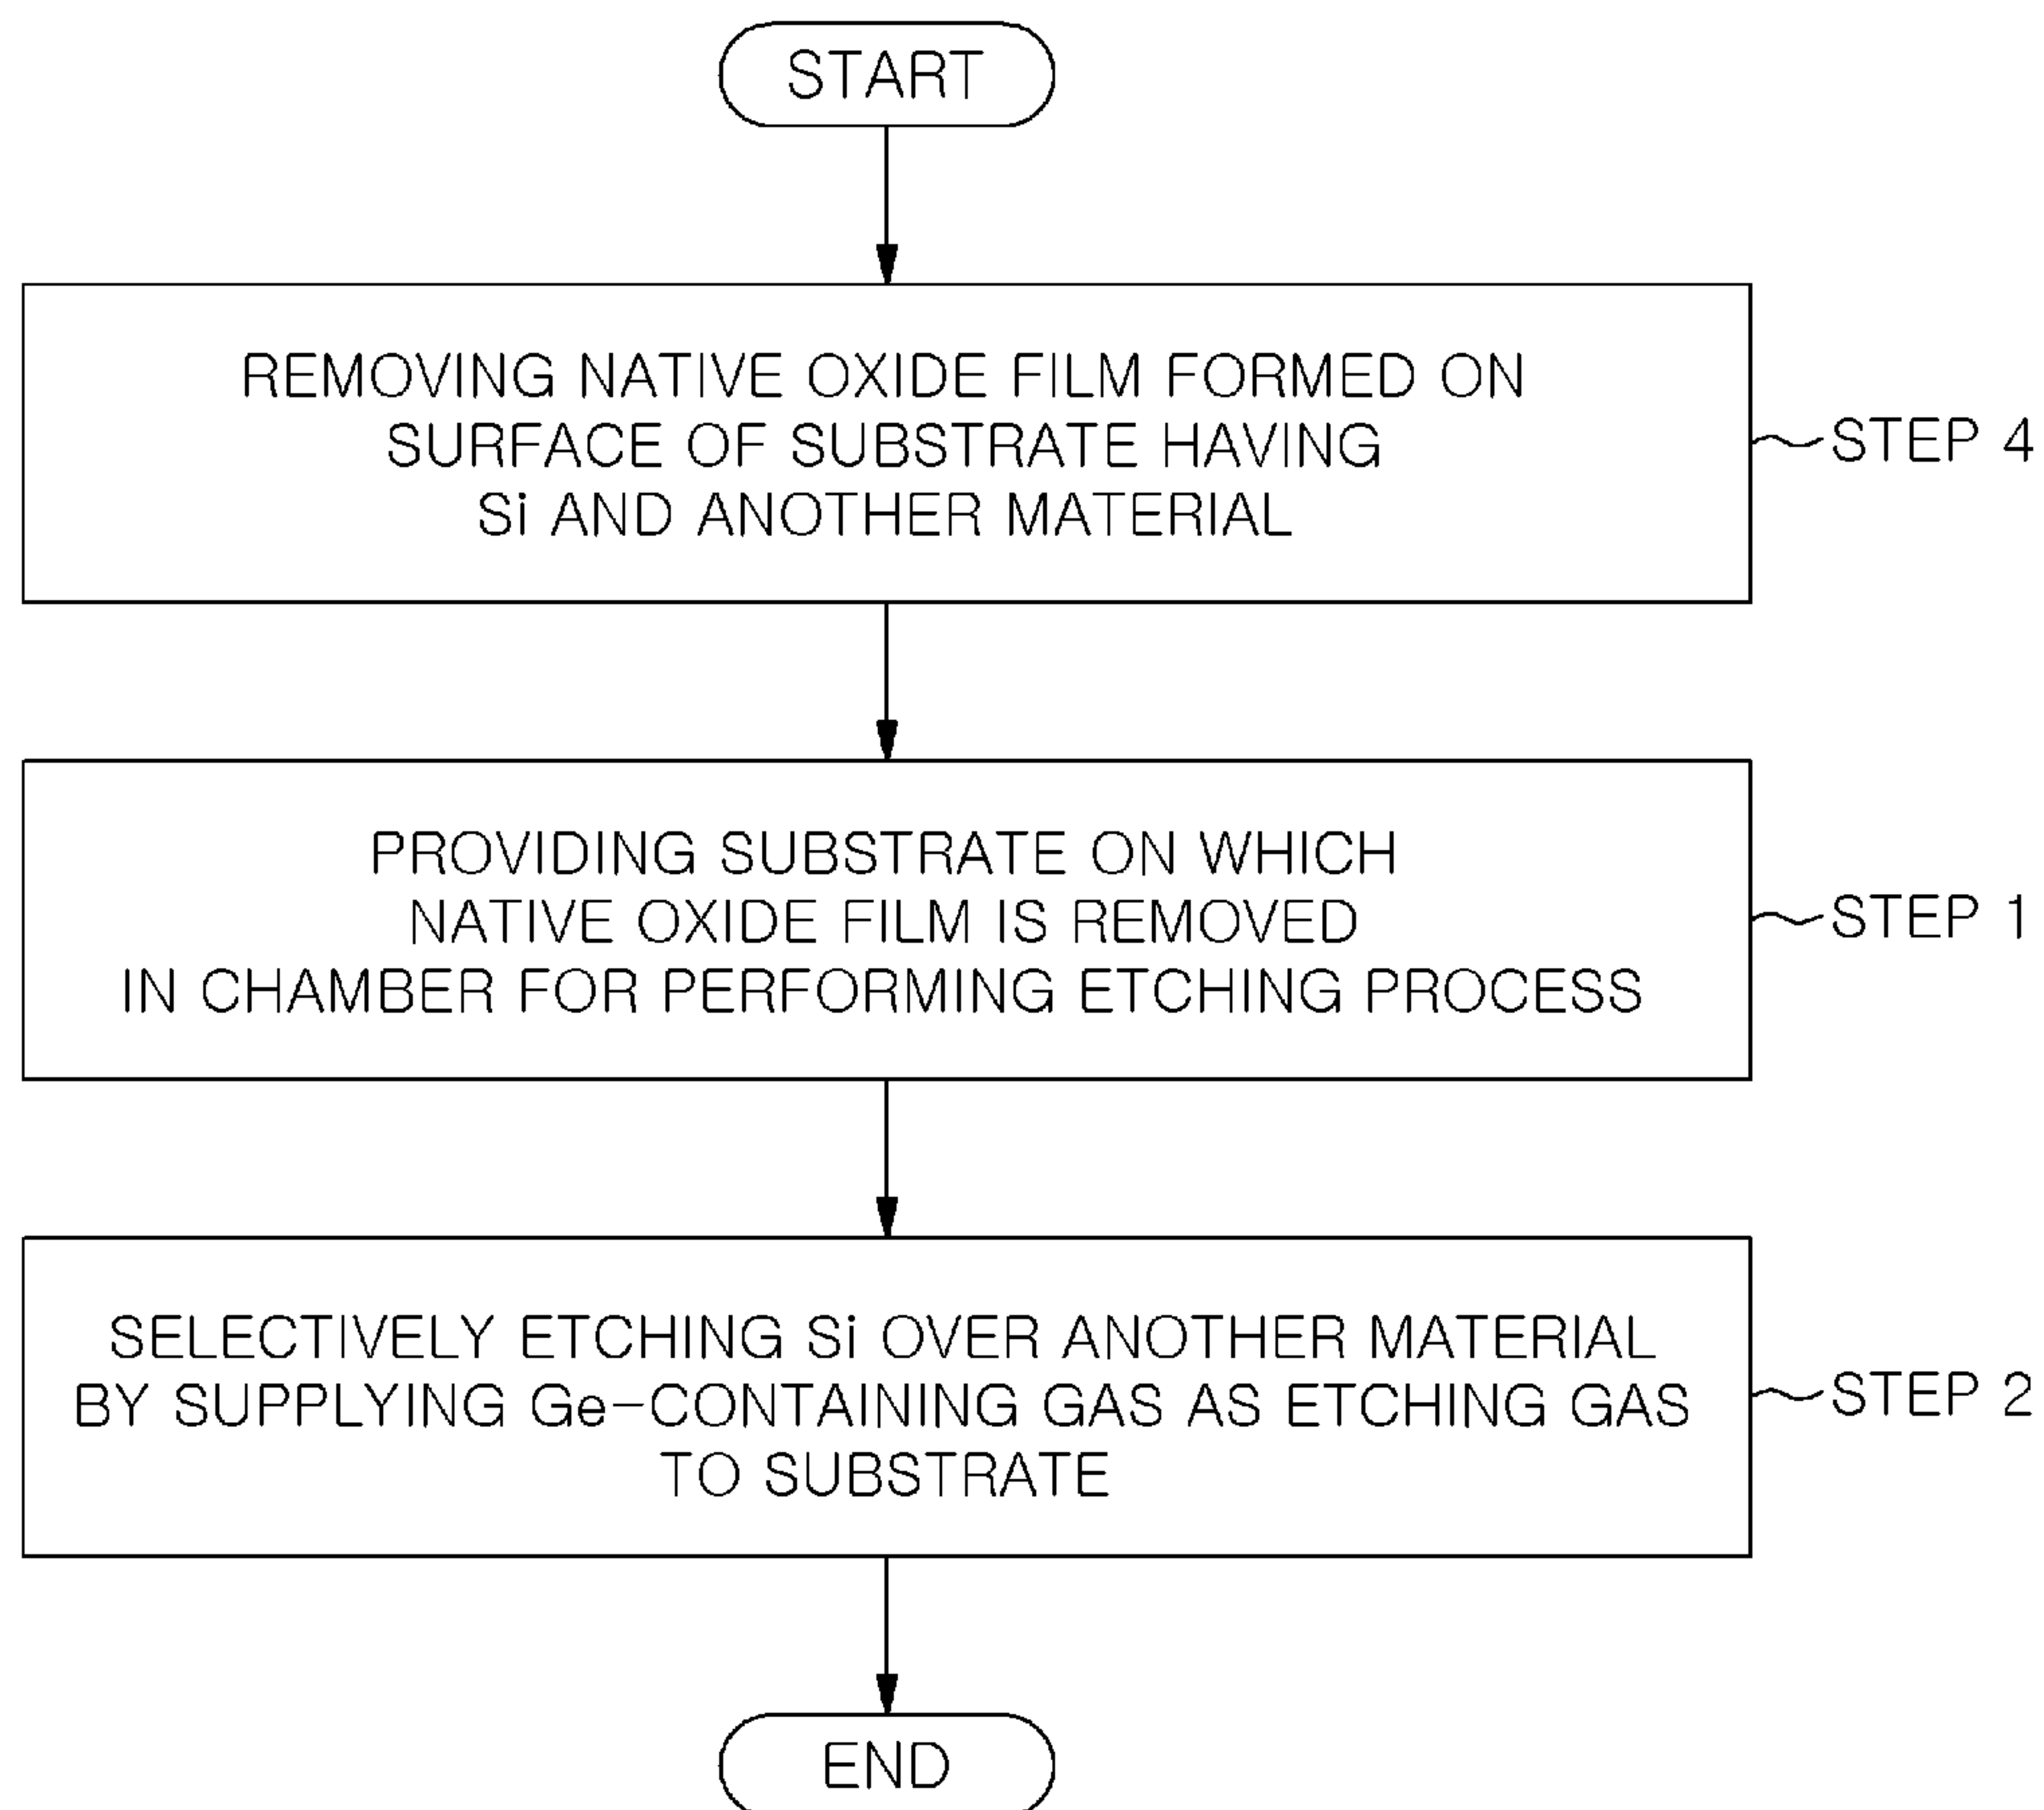 START
REMOVING NATIVE OXIDE FILM FORMED ON
SURFACE OF SUBSTRATE HAVING
Si AND ANOTHER MATERIAL
STEP 4
PROVIDING SUBSTRATE ON WHICH
NATIVE OXIDE FILM IS REMOVED
IN CHAMBER FOR PERFORMING ETCHING PROCESS
STEP 1
SELECTIVELY ETCHING Si OVER ANOTHER MATERIAL
BY SUPPLYING Ge-CONTAINING GAS AS ETCHING GAS
TO SUBSTRATE
STEP 2
END